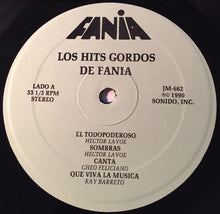 FANIA
LOS HITS GORDOS
DE FANIA
LADO A
33 1/3 RPM
STEREO
JM-662
℗ 1990
SONIDO, INC.
EL TODOPODEROSO
HECTOR LAVOE
SOMBRAS
HECTOR LAVOE
CANTA
CHEO FELICIANO
QUE VIVA LA MUSICA
RAY BARRETO